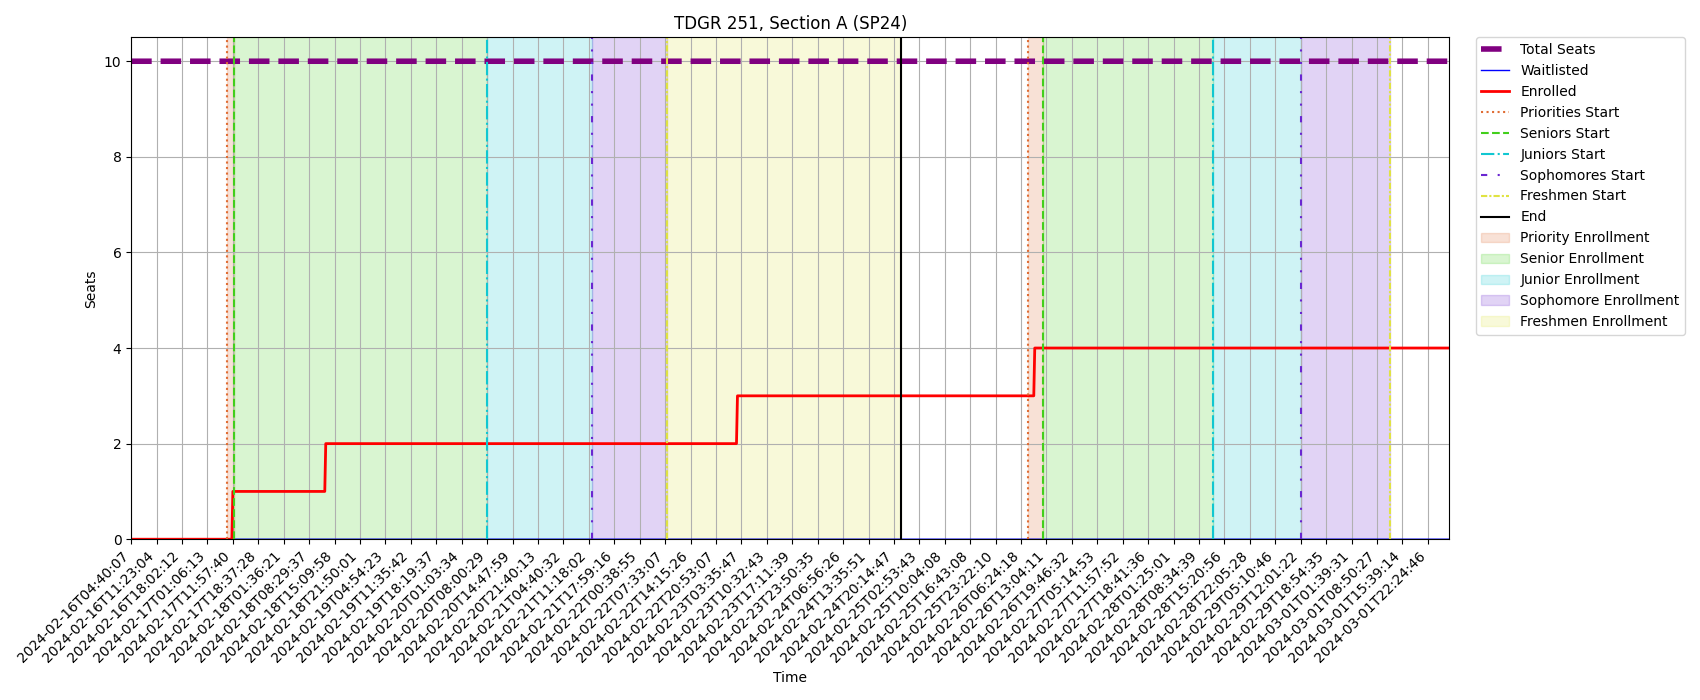 TDGR 251, Section A (SP24)
Total Seats
Waitlisted
Enrolled
Priorities Start
Seniors Start
Juniors Start
Sophomores Start
Freshmen Start
End
Priority Enrollment
Senior Enrollment
Junior Enrollment
Sophomore Enrollment
Freshmen Enrollment
Seats
10
8
6
4
2
0
2024-02-16T04:40:07
2024-02-16T11:23:04
2024-02-16T18:02:12
2024-02-17T01:06:13
2024-02-17T11:57:40
2024-02-17T18:37:28
2024-02-18T01:36:21
2024-02-18T08:29:37
2024-02-18T15:09:58
2024-02-18T21:50:01
2024-02-19T04:54:23
2024-02-19T11:35:42
2024-02-19T18:19:37
2024-02-20T01:03:34
2024-02-20T08:00:29
2024-02-20T14:47:59
2024-02-20T21:40:13
2024-02-21T04:40:32
2024-02-21T11:18:02
2024-02-21T17:59:16
2024-02-22T00:38:55
2024-02-22T07:33:07
2024-02-22T14:15:26
2024-02-22T20:53:07
2024-02-23T03:35:47
2024-02-23T10:32:43
2024-02-23T17:11:39
2024-02-23T23:50:35
2024-02-24T06:56:26
2024-02-24T13:35:51
2024-02-24T20:14:47
2024-02-25T02:53:43
2024-02-25T10:04:08
2024-02-25T16:43:08
2024-02-25T23:22:10
2024-02-26T06:24:18
2024-02-26T13:04:11
2024-02-26T19:46:32
2024-02-27T05:14:53
2024-02-27T11:57:52
2024-02-27T18:41:36
2024-02-28T01:25:01
2024-02-28T08:34:39
2024-02-28T15:20:56
2024-02-28T22:05:28
2024-02-29T05:10:46
2024-02-29T12:01:22
2024-02-29T18:54:35
2024-03-01T01:39:31
2024-03-01T08:50:27
2024-03-01T15:39:14
2024-03-01T22:24:46
Time